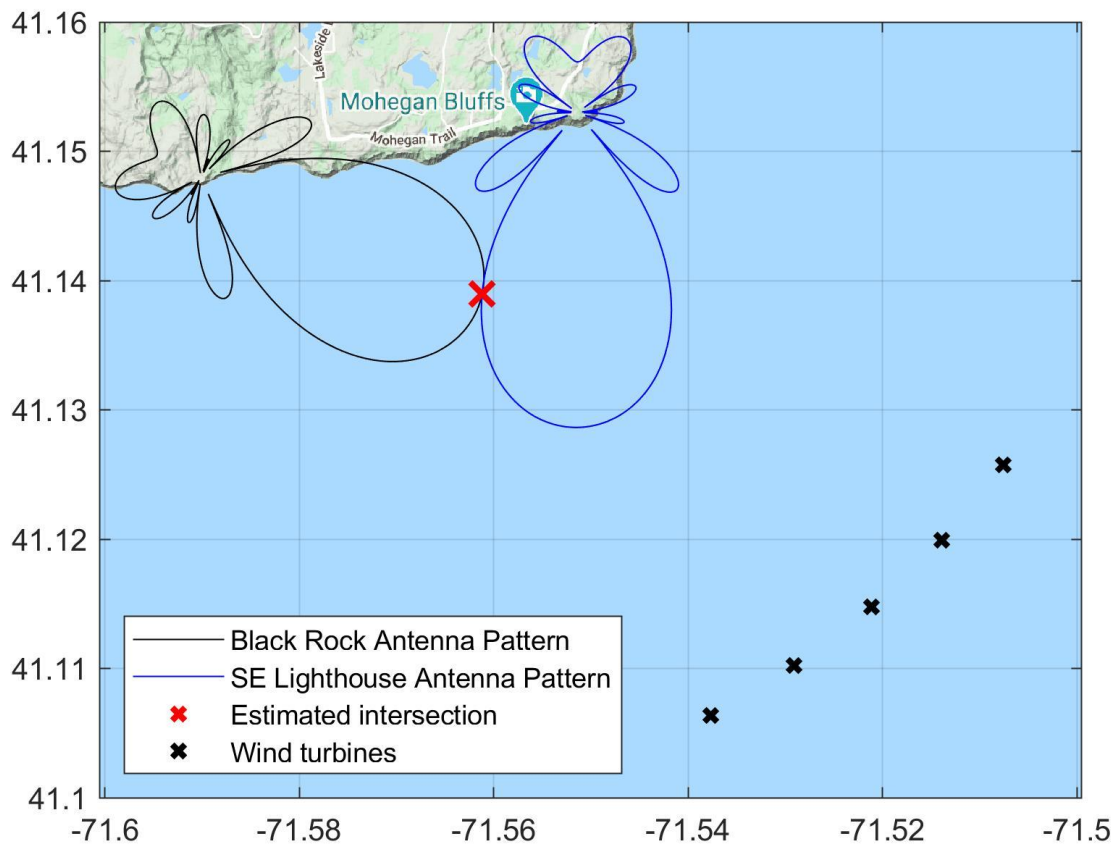 41.16
41.15
41.14
41.13
41.12
41.11
41.1
Lakeside
Mohegan Bluffs
Mohegan Trail
Black Rock Antenna Pattern
SE Lighthouse Antenna Pattern
Estimated intersection
Wind turbines
-71.6
-71.58
-71.56
-71.54
-71.52
-71.5